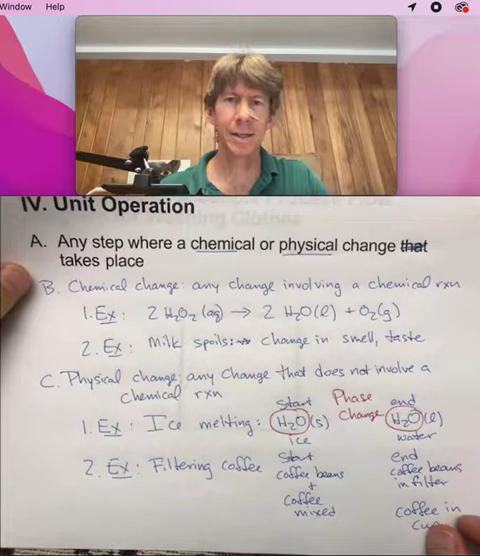 Window Help
IV. Unit Operation
A. Any step where a chemical or physical change that
takes place
B. Chemical change: any change involving a chemical rxn
1. Ex: 2 H₂O₂ (aq) → 2 H₂O(l) + O₂(g)
2. Ex: Milk spoils: change in smell, taste
C. Physical change: any change that does not involve a
chemical rxn
1. Ex: Ice melting: start H₂O(s) ice Phase Change end H₂O(l) water
2. Ex: Filtering coffee start coffee beans + coffee mixed end coffee beans in filter
coffee in